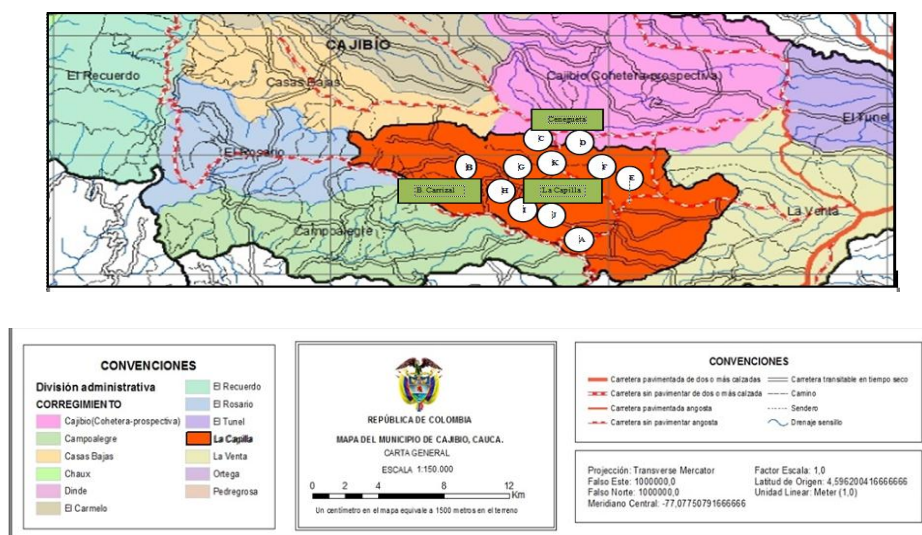 CAJIBÍO
El Recuerdo
Casas Bajas
Cajibio(Cohetera-prospectiva)
Ceneguera
El Tunel
C
D
El Rosario
B
G
K
F
E
B. Carrizal
H
La Capilla
I
J
La Venta
Campoalegre
A
CONVENCIONES
División administrativa
CORREGIMIENTO
Cajibío(Cohetera-prospectiva)
Campoalegre
Casas Bajas
Chaux
Dinde
El Carmelo
El Recuerdo
El Rosario
El Tunel
La Capilla
La Venta
Ortega
Pedregosa
REPÚBLICA DE COLOMBIA
MAPA DEL MUNICIPIO DE CAJIBIO, CAUCA.
CARTA GENERAL
ESCALA 1:150.000
0 2 4 8 12
Km
Un centímetro en el mapa equivale a 1500 metros en el terreno
CONVENCIONES
Carretera pavimentada de dos o más calzadas
Carretera sin pavimentar de dos o más calzada
Carretera pavimentada angosta
Carretera sin pavimentar angosta
Carretera transitable en tiempo seco
Camino
Sendero
Drenaje sensillo
Projección: Transverse Mercator
Falso Este: 1000000,0
Falso Norte: 1000000,0
Meridiano Central: -77,07750791666666
Factor Escala: 1,0
Latitud de Origen: 4,596200416666666
Unidad Linear: Meter (1,0)